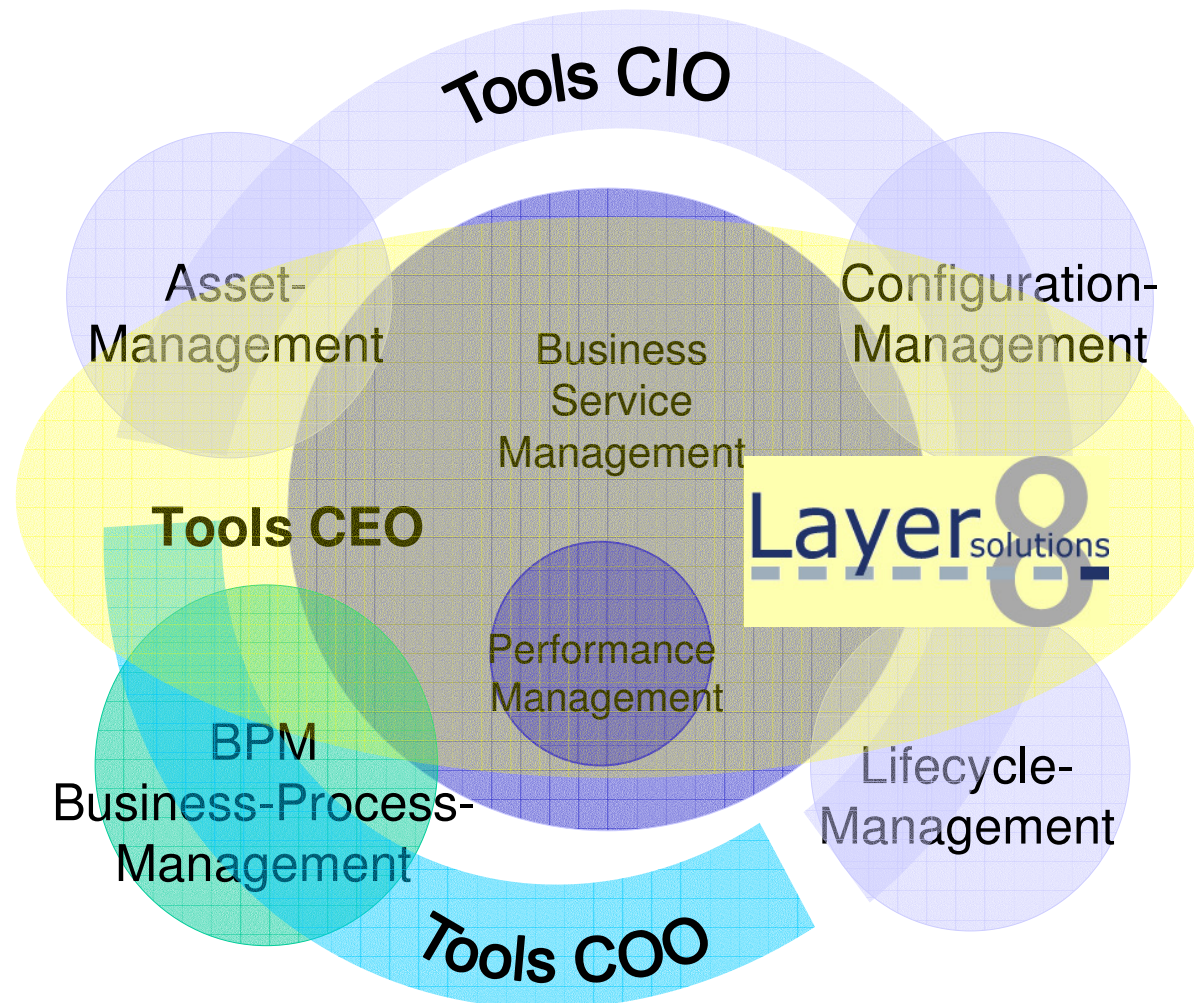 Tools CIO
Asset-
Management
Configuration-
Management
Business
Service
Management
Tools CEO
Layer 8
solutions
Performance
Management
BPM
Business-Process-
Management
Lifecycle-
Management
Tools COO